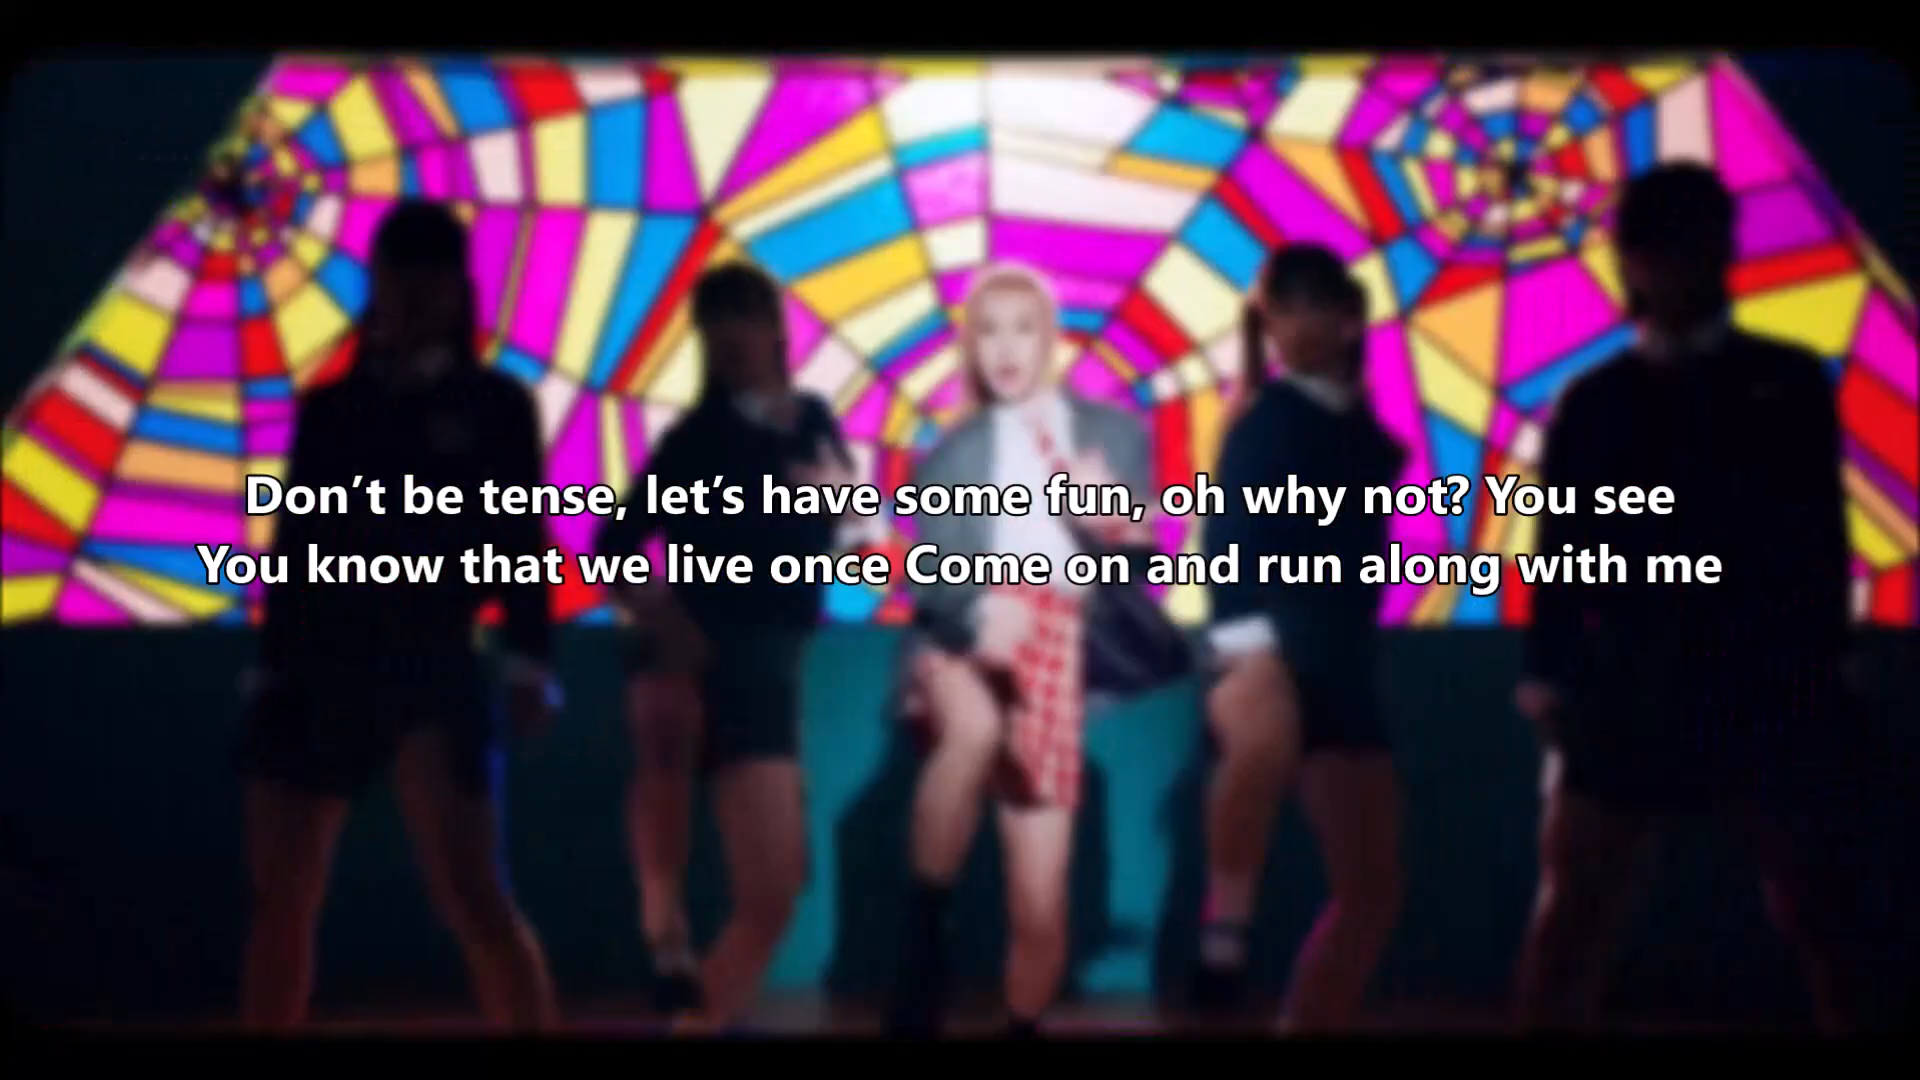 Don’t be tense, let’s have some fun, oh why not? You see
You know that we live once Come on and run along with me